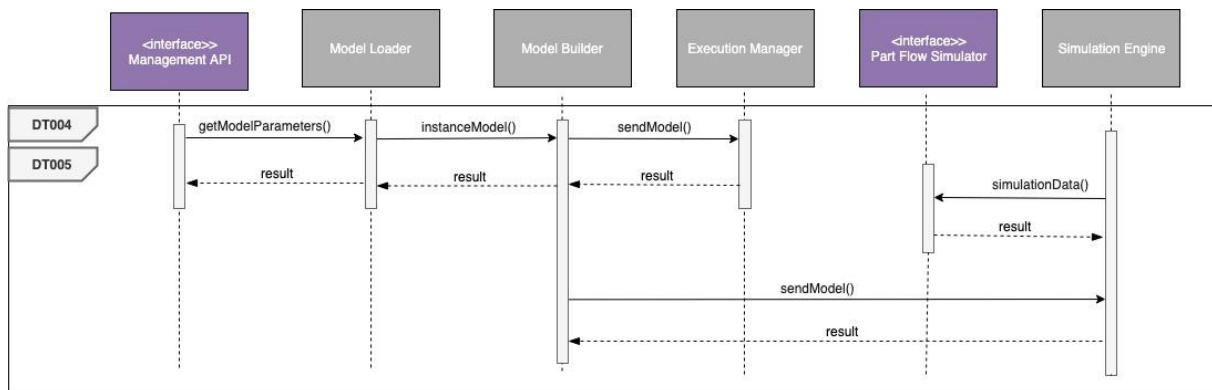 <interface>>
Management API
Model Loader
Model Builder
Execution Manager
<interface>>
Part Flow Simulator
Simulation Engine
DT004
getModelParameters()
instanceModel()
sendModel()
DT005
result
result
result
simulationData()
result
sendModel()
result